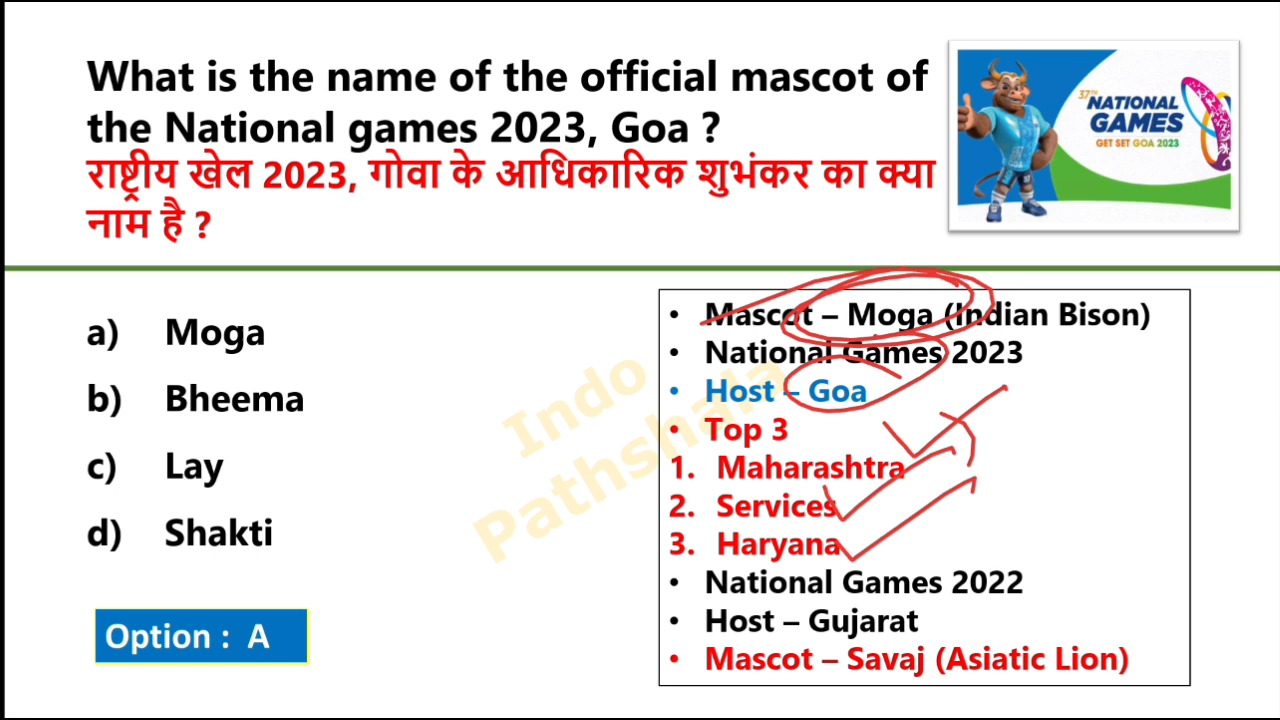 What is the name of the official mascot of
the National games 2023, Goa ?
राष्ट्रीय खेल 2023, गोवा के आधिकारिक शुभंकर का क्या
नाम है ?
37TH
NATIONAL
GAMES
GET SET GOA 2023
a) Moga
b) Bheema
c) Lay
d) Shakti
Option : A
• Mascot – Moga (Indian Bison)
• National Games 2023
• Host – Goa
• Top 3
1. Maharashtra
2. Services
3. Haryana
• National Games 2022
• Host – Gujarat
• Mascot – Savaj (Asiatic Lion)
Indo
Pathshala